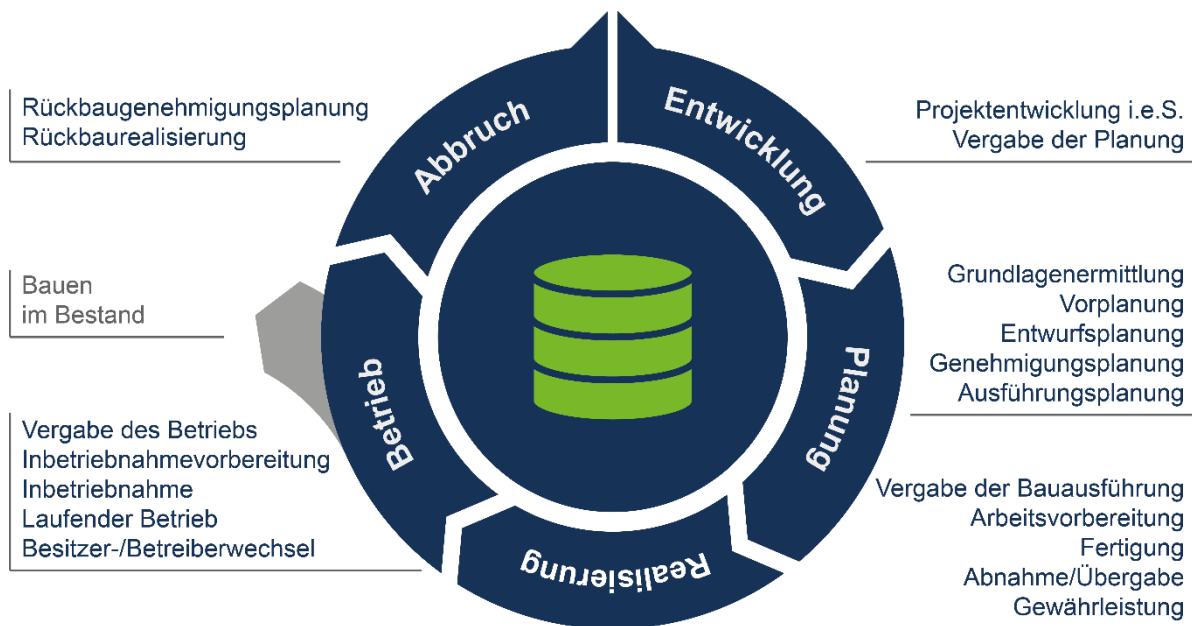 Abbruch
Entwicklung
Planung
Realisierung
Betrieb
Rückbaugenehmigungsplanung
Rückbaurealisierung
Bauen
im Bestand
Vergabe des Betriebs
Inbetriebnahmevorbereitung
Inbetriebnahme
Laufender Betrieb
Besitzer-/Betreiberwechsel
Projektentwicklung i.e.S.
Vergabe der Planung
Grundlagenermittlung
Vorplanung
Entwurfsplanung
Genehmigungsplanung
Ausführungsplanung
Vergabe der Bauausführung
Arbeitsvorbereitung
Fertigung
Abnahme/Übergabe
Gewährleistung